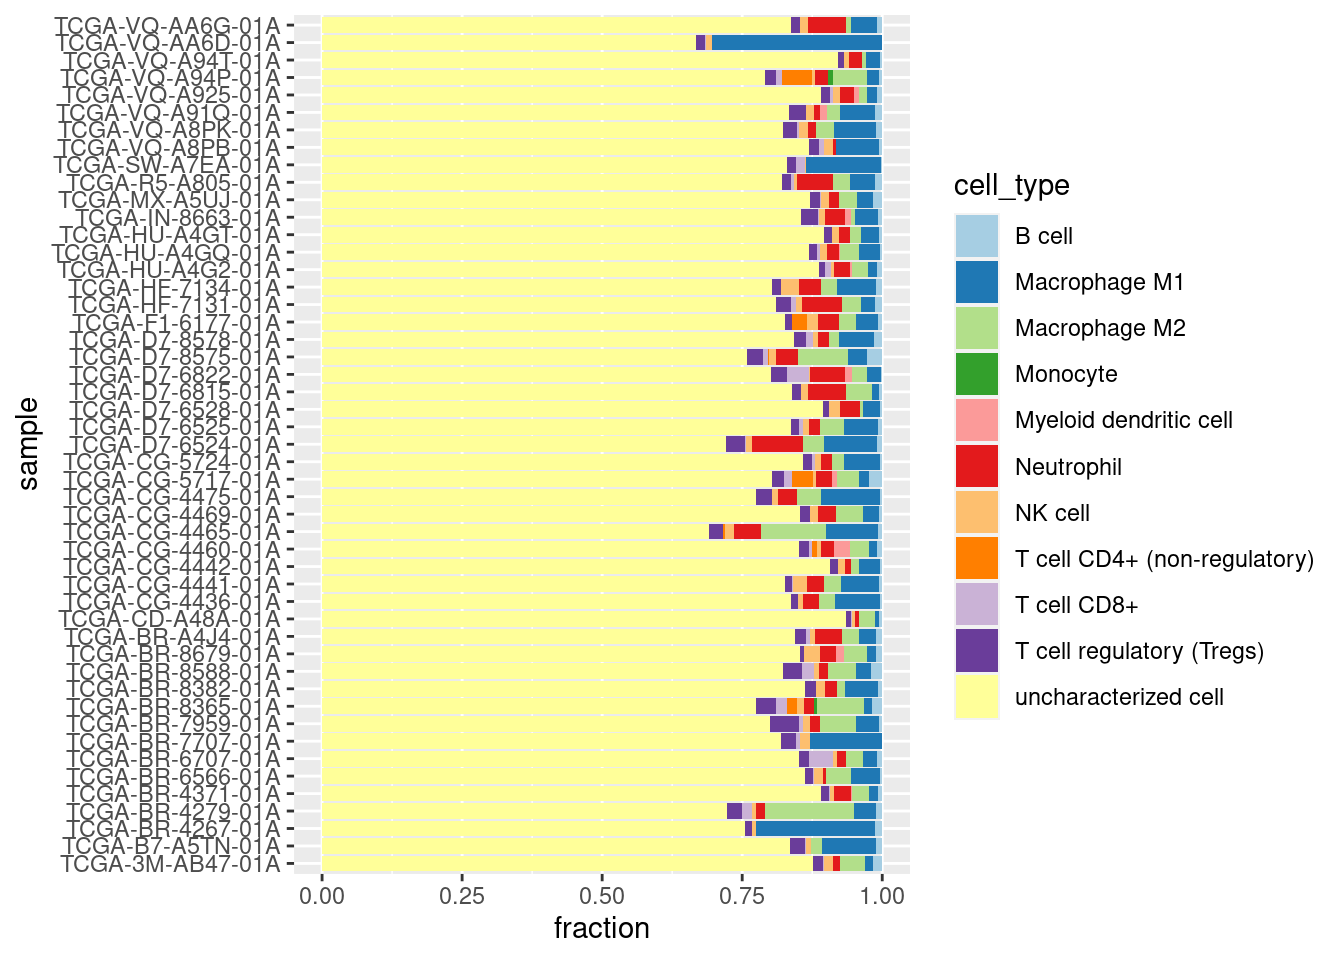 TCGA-VQ-AA6G-01A
TCGA-VQ-AA6D-01A
TCGA-VQ-A94T-01A
TCGA-VQ-A94P-01A
TCGA-VQ-A925-01A
TCGA-VQ-A91Q-01A
TCGA-VQ-A8PK-01A
TCGA-VQ-A8PB-01A
TCGA-SW-A7EA-01A
TCGA-R5-A805-01A
TCGA-MX-A5UJ-01A
TCGA-IN-8663-01A
TCGA-HU-A4GT-01A
TCGA-HU-A4GQ-01A
TCGA-HU-A4G2-01A
TCGA-HF-7134-01A
TCGA-HF-7131-01A
TCGA-F1-6177-01A
TCGA-D7-8578-01A
TCGA-D7-8575-01A
TCGA-D7-6822-01A
TCGA-D7-6815-01A
TCGA-D7-6528-01A
TCGA-D7-6525-01A
TCGA-D7-6524-01A
TCGA-CG-5724-01A
TCGA-CG-5717-01A
TCGA-CG-4475-01A
TCGA-CG-4469-01A
TCGA-CG-4465-01A
TCGA-CG-4460-01A
TCGA-CG-4442-01A
TCGA-CG-4441-01A
TCGA-CG-4436-01A
TCGA-CD-A48A-01A
TCGA-BR-A4J4-01A
TCGA-BR-8679-01A
TCGA-BR-8588-01A
TCGA-BR-8382-01A
TCGA-BR-8365-01A
TCGA-BR-7959-01A
TCGA-BR-7707-01A
TCGA-BR-6707-01A
TCGA-BR-6566-01A
TCGA-BR-4371-01A
TCGA-BR-4279-01A
TCGA-BR-4267-01A
TCGA-B7-A5TN-01A
TCGA-3M-AB47-01A
sample
0.00 0.25 0.50 0.75 1.00
fraction
cell_type
B cell
Macrophage M1
Macrophage M2
Monocyte
Myeloid dendritic cell
Neutrophil
NK cell
T cell CD4+ (non-regulatory)
T cell CD8+
T cell regulatory (Tregs)
uncharacterized cell